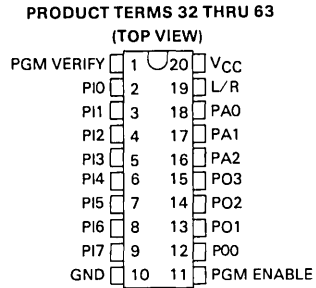 PRODUCT TERMS 32 THRU 63
(TOP VIEW)
PGM VERIFY 1 20 VCC
PI0 2 19 L/R
PI1 3 18 PA0
PI2 4 17 PA1
PI3 5 16 PA2
PI4 6 15 PO3
PI5 7 14 PO2
PI6 8 13 PO1
PI7 9 12 PO0
GND 10 11 PGM ENABLE